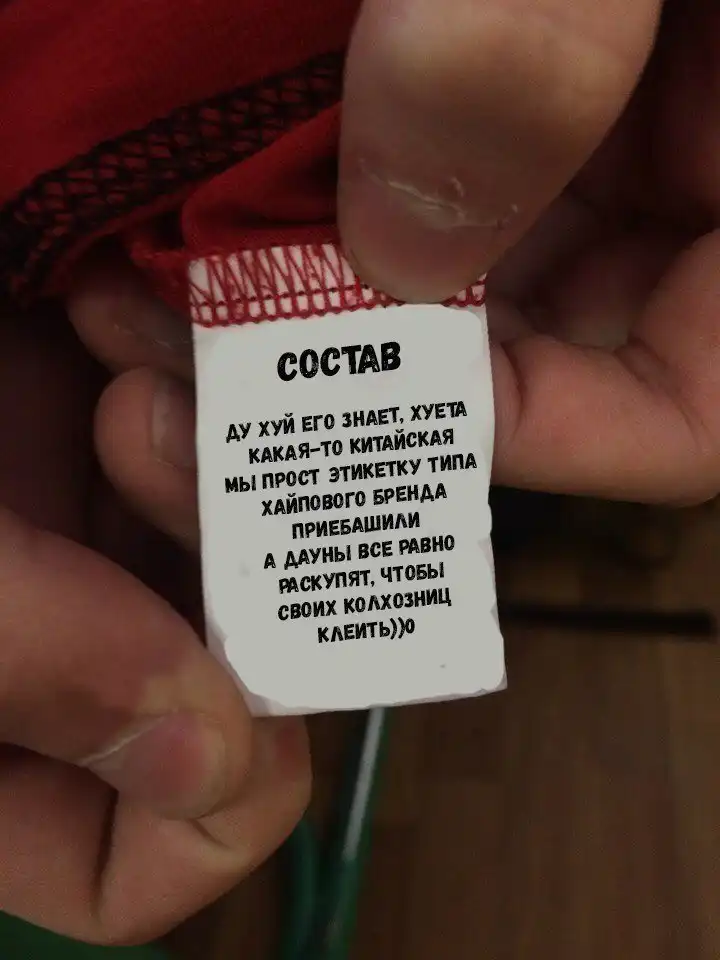 СОСТАВ
ДУ ХУЙ ЕГО ЗНАЕТ, ХУЕТА
КАКАЯ-ТО КИТАЙСКАЯ
МЫ ПРОСТ ЭТИКЕТКУ ТИПА
ХАЙПОВОГО БРЕНДА
ПРИЕБАШИЛИ
А ДАУНЫ ВСЕ РАВНО
РАСКУПЯТ, ЧТОБЫ
СВОИХ КОЛХОЗНИЦ
КЛЕИТЬ))0